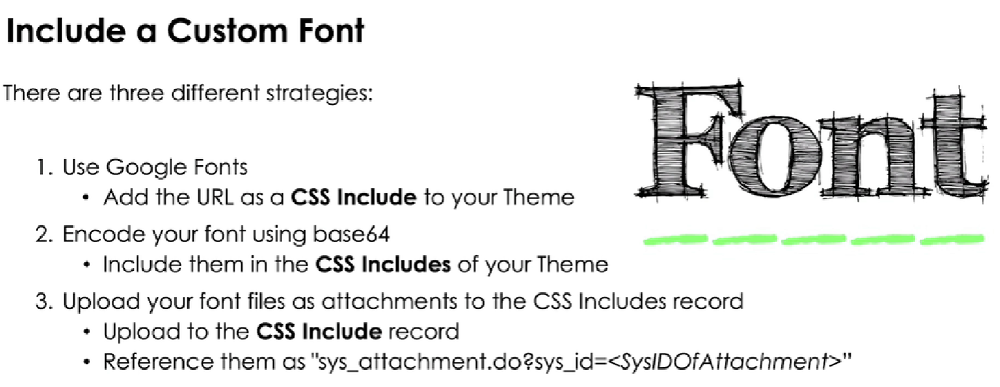 Include a Custom Font
There are three different strategies:
Font
1. Use Google Fonts
• Add the URL as a CSS Include to your Theme
2. Encode your font using base64
• Include them in the CSS Includes of your Theme
3. Upload your font files as attachments to the CSS Includes record
• Upload to the CSS Include record
• Reference them as "sys_attachment.do?sys_id=<SysIDOfAttachment>"